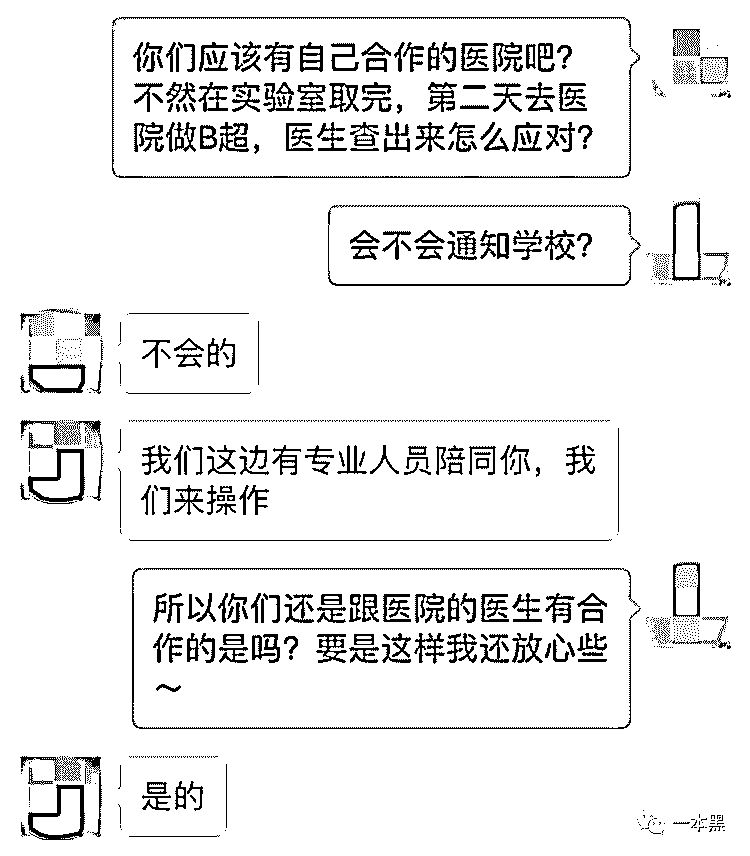 你们应该有自己合作的医院吧？
不然在实验室取完，第二天去医
院做B超，医生查出来怎么应对？
会不会通知学校？
不会的
我们这边有专业人员陪同你，我
们来操作
所以你们还是跟医院的医生有合
作的是吗？要是这样我还放心些
～
是的
一本黑